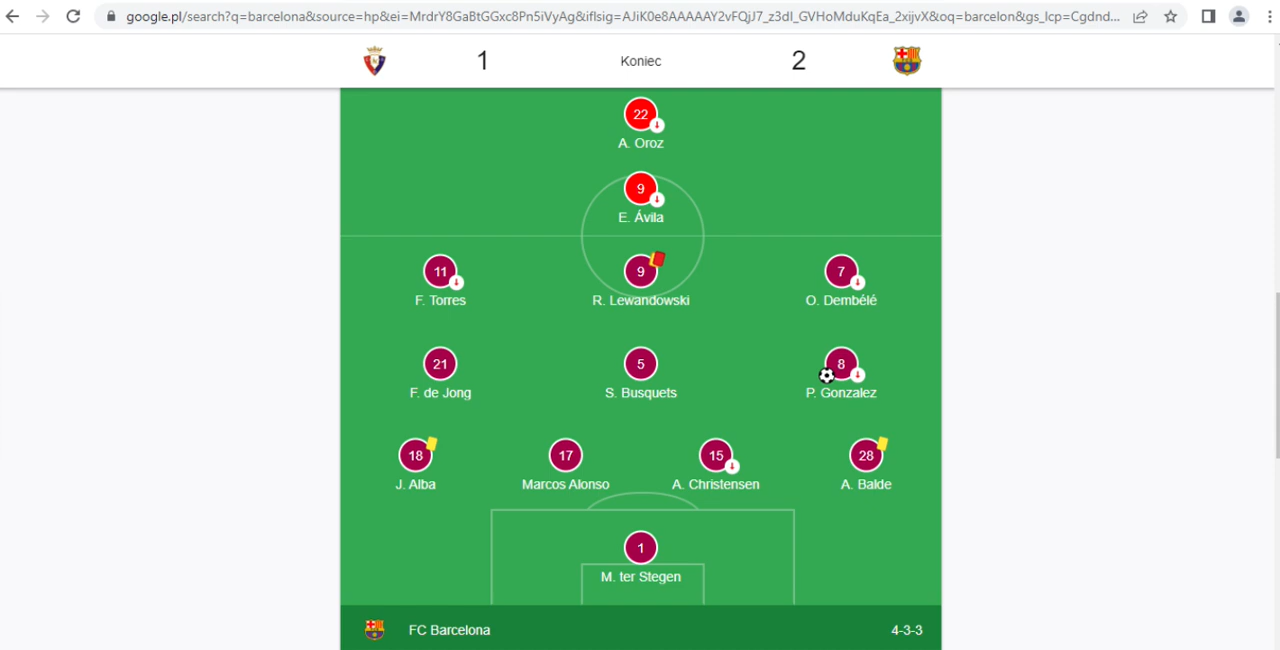 google.pl/search?q=barcelona&source=hp&ei=MrdrY8GaBtGGxc8Pn5iVyAg&iflsig=AJiK0e8AAAAAY2vFQjJ7_z3dI_GVHoMduKqEa_2xijvX&oq=barcelon&gs_lcp=Cgdnd...
1 Koniec 2
22
A. Oroz
9
E. Ávila
11 9 7
F. Torres R. Lewandowski O. Dembélé
21 5 8
F. de Jong S. Busquets P. Gonzalez
18 17 15 28
J. Alba Marcos Alonso A. Christensen A. Balde
1
M. ter Stegen
FC Barcelona 4-3-3